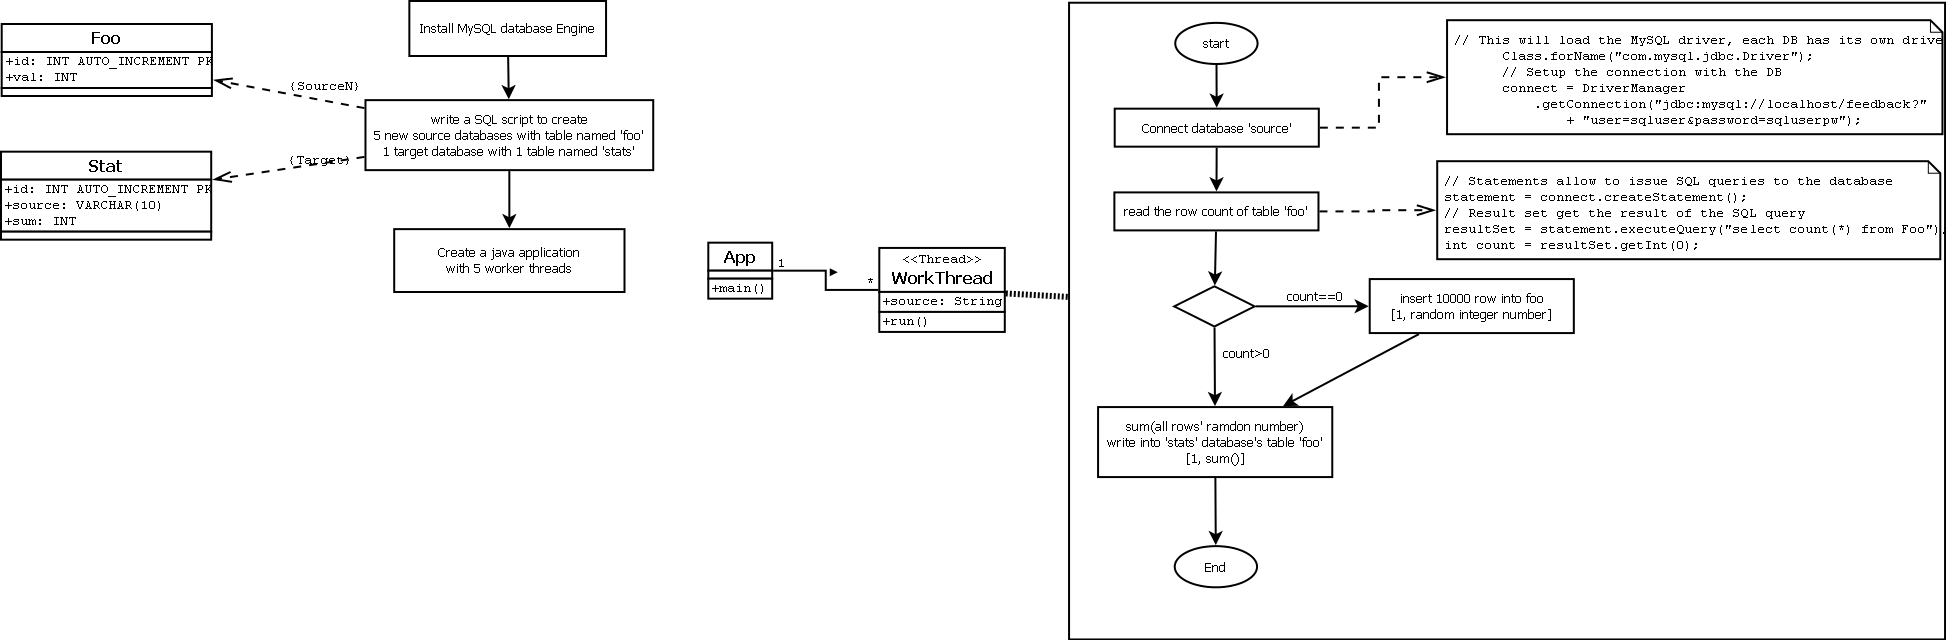 Install MySQL database Engine
Foo
+id: INT AUTO_INCREMENT PK
+val: INT
{SourceN}
write a SQL script to create
5 new source databases with table named 'foo'
1 target database with 1 table named 'stats'
{Target}
Stat
+id: INT AUTO_INCREMENT PK
+source: VARCHAR(10)
+sum: INT
Create a java application
with 5 worker threads
App
+main()
1
*
<<Thread>>
WorkThread
+source: String
+run()
start
Connect database 'source'
// This will load the MySQL driver, each DB has its own drive
Class.forName("com.mysql.jdbc.Driver");
// Setup the connection with the DB
connect = DriverManager
.getConnection("jdbc:mysql://localhost/feedback?"
+ "user=sqluser&password=sqluserpw");
read the row count of table 'foo'
// Statements allow to issue SQL queries to the database
statement = connect.createStatement();
// Result set get the result of the SQL query
resultSet = statement.executeQuery("select count(*) from Foo");
int count = resultSet.getInt(0);
count==0
insert 10000 row into foo
[1, random integer number]
count>0
sum(all rows' ramdon number)
write into 'stats' database's table 'foo'
[1, sum()]
End